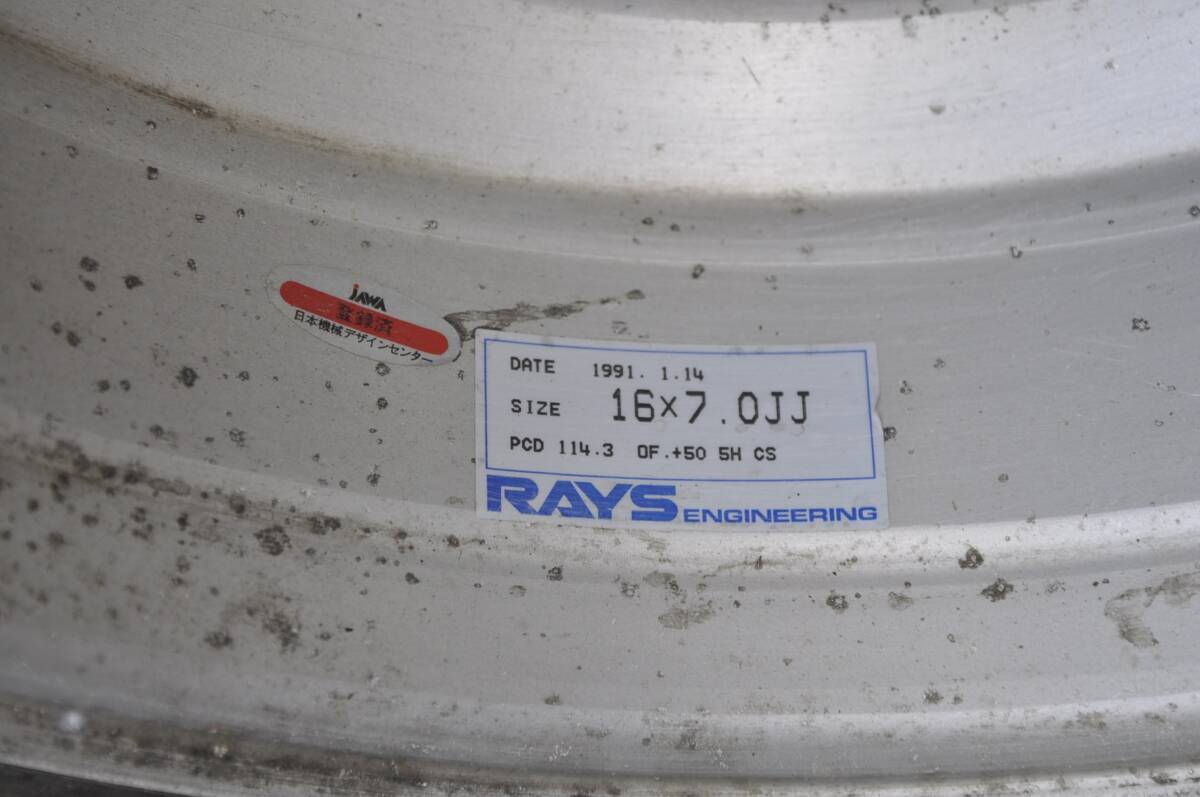 JAWA
登録済
日本機械デザインセンター
DATE 1991. 1.14
SIZE 16×7.0JJ
PCD 114.3 OF.+50 5H CS
RAYS ENGINEERING